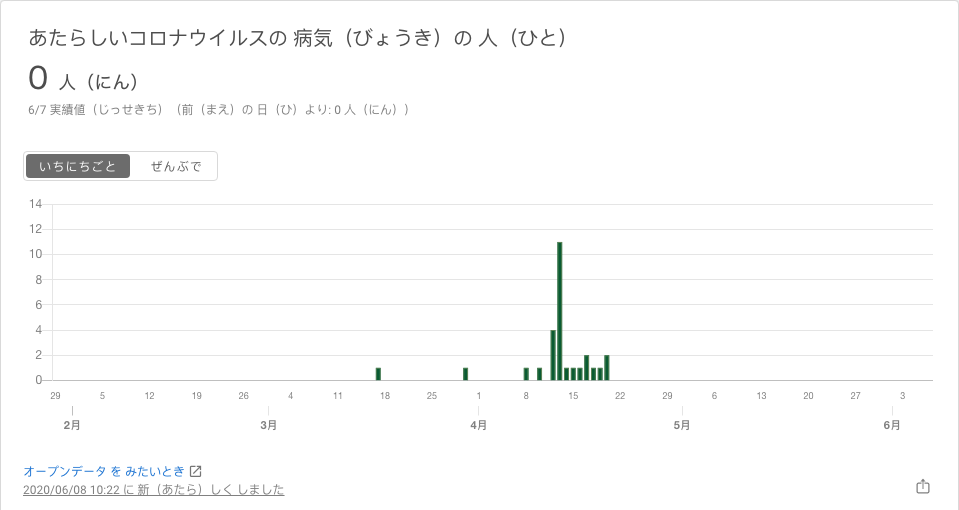 あたらしいコロナウイルスの 病気（びょうき）の 人（ひと）
0 人（にん）
6/7 実績値（じっせきち）（前（まえ）の 日（ひ）より: 0 人（にん））
いちにちごと ぜんぶで
14
12
10
8
6
4
2
0
29 5 12 19 26 4 11 18 25 1 8 15 22 29 6 13 20 27 3
2月 3月 4月 5月 6月
オープンデータ を みたいとき
2020/06/08 10:22 に 新（あたら）しく しました